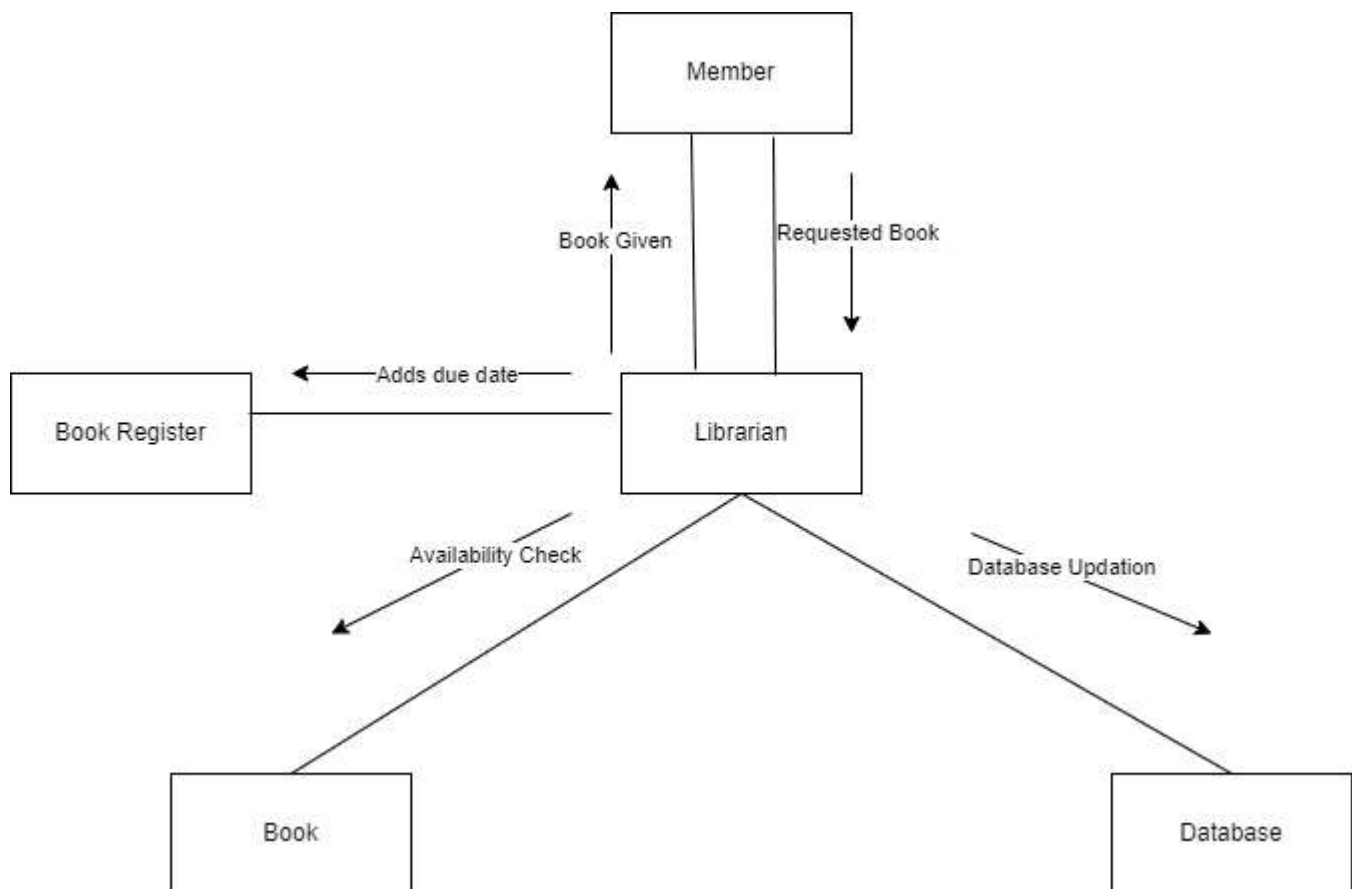 Member
Requested Book
Book Given
Adds due date
Book Register
Librarian
Availability Check
Database Updation
Book
Database